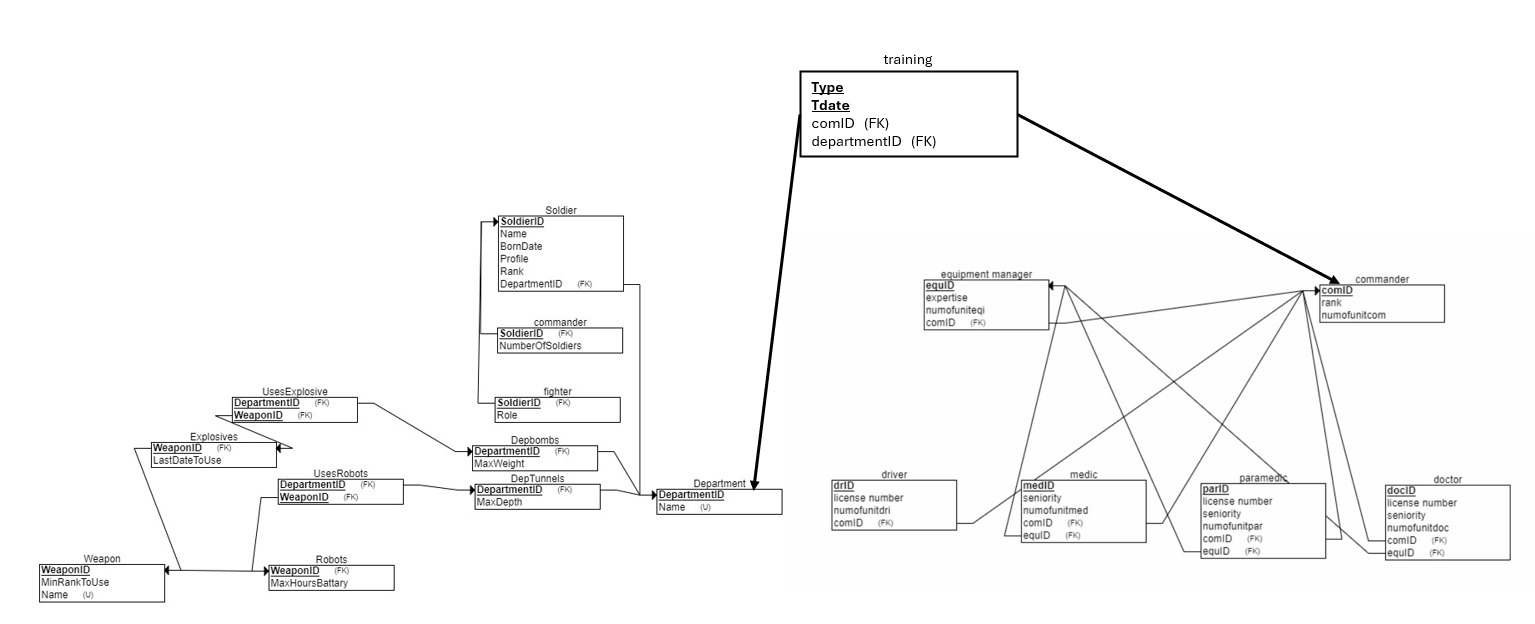 training
Type
Tdate
comID (FK)
departmentID (FK)
Soldier
SoldierID
Name
BornDate
Profile
Rank
DepartmentID (FK)
commander
SoldierID (FK)
NumberOfSoldiers
fighter
SoldierID (FK)
Role
UsesExplosive
DepartmentID (FK)
WeaponID (FK)
Explosives
WeaponID (FK)
LastDateToUse
Depbombs
DepartmentID (FK)
MaxWeight
UsesRobots
DepartmentID (FK)
WeaponID (FK)
DepTunnels
DepartmentID (FK)
MaxDepth
Department
DepartmentID
Name (U)
Weapon
WeaponID
MinRankToUse
Name (U)
Robots
WeaponID (FK)
MaxHoursBattary
equipment manager
equID
expertise
numofuniteqi
comID (FK)
commander
comID
rank
numofunitcom
driver
drID
license number
numofunitdri
comID (FK)
medic
medID
seniority
numofunitmed
comID (FK)
equID (FK)
paramedic
parID
license number
seniority
numofunitpar
comID (FK)
equID (FK)
doctor
docID
license number
seniority
numofunitdoc
comID (FK)
equID (FK)